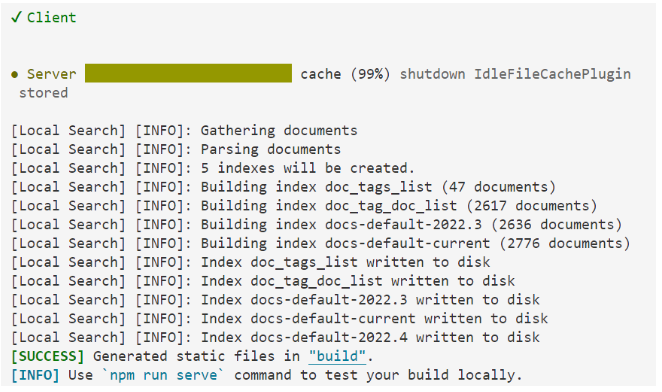 ✓ Client
● Server cache (99%) shutdown IdleFileCachePlugin
stored
[Local Search] [INFO]: Gathering documents
[Local Search] [INFO]: Parsing documents
[Local Search] [INFO]: 5 indexes will be created.
[Local Search] [INFO]: Building index doc_tags_list (47 documents)
[Local Search] [INFO]: Building index doc_tag_doc_list (2617 documents)
[Local Search] [INFO]: Building index docs-default-2022.3 (2636 documents)
[Local Search] [INFO]: Building index docs-default-current (2776 documents)
[Local Search] [INFO]: Index doc_tags_list written to disk
[Local Search] [INFO]: Index doc_tag_doc_list written to disk
[Local Search] [INFO]: Index docs-default-2022.3 written to disk
[Local Search] [INFO]: Index docs-default-current written to disk
[Local Search] [INFO]: Index docs-default-2022.4 written to disk
[SUCCESS] Generated static files in "build".
[INFO] Use `npm run serve` command to test your build locally.